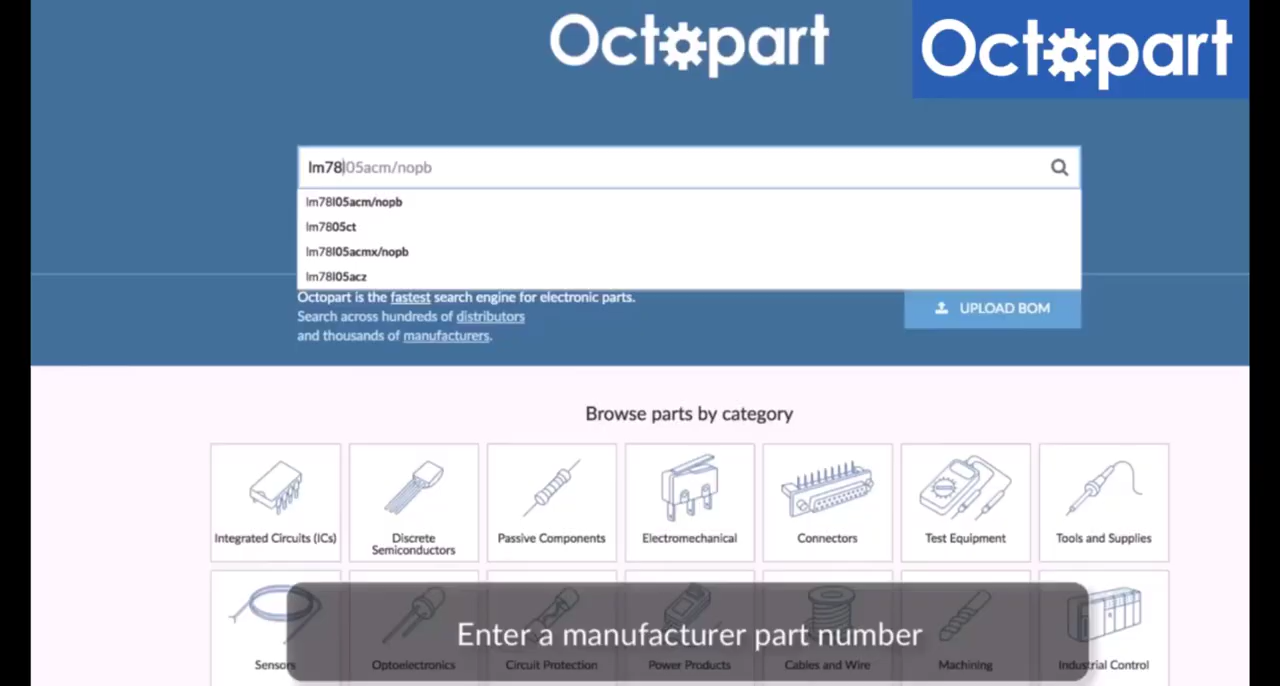 Octopart
Octopart
lm78l05acm/nopb
lm78l05acm/nopb
lm7805ct
lm78l05acmx/nopb
lm78l05acz
Octopart is the fastest search engine for electronic parts.
Search across hundreds of distributors
and thousands of manufacturers.
UPLOAD BOM
Browse parts by category
Integrated Circuits (ICs)
Discrete
Semiconductors
Passive Components
Electromechanical
Connectors
Test Equipment
Tools and Supplies
Enter a manufacturer part number
Sensors
Optoelectronics
Circuit Protection
Power Products
Cables and Wire
Machining
Industrial Control